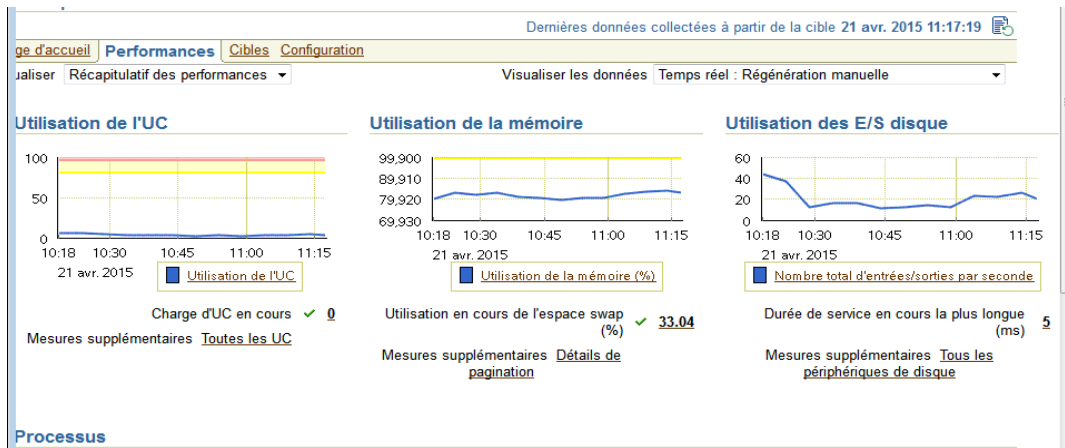 Dernières données collectées à partir de la cible 21 avr. 2015 11:17:19
ge d'accueil Performances Cibles Configuration
ualiser Récapitulatif des performances Visualiser les données Temps réel : Régénération manuelle
Utilisation de l'UC
100
50
0
10:18 10:30 10:45 11:00 11:15
21 avr. 2015
Utilisation de l'UC
Charge d'UC en cours 0
Mesures supplémentaires Toutes les UC
Utilisation de la mémoire
99,900
89,910
79,920
69,930
10:18 10:30 10:45 11:00 11:15
21 avr. 2015
Utilisation de la mémoire (%)
Utilisation en cours de l'espace swap
(%) 33.04
Mesures supplémentaires Détails de
pagination
Utilisation des E/S disque
60
40
20
0
10:18 10:30 10:45 11:00 11:15
21 avr. 2015
Nombre total d'entrées/sorties par seconde
Durée de service en cours la plus longue
(ms) 5
Mesures supplémentaires Tous les
périphériques de disque
Processus